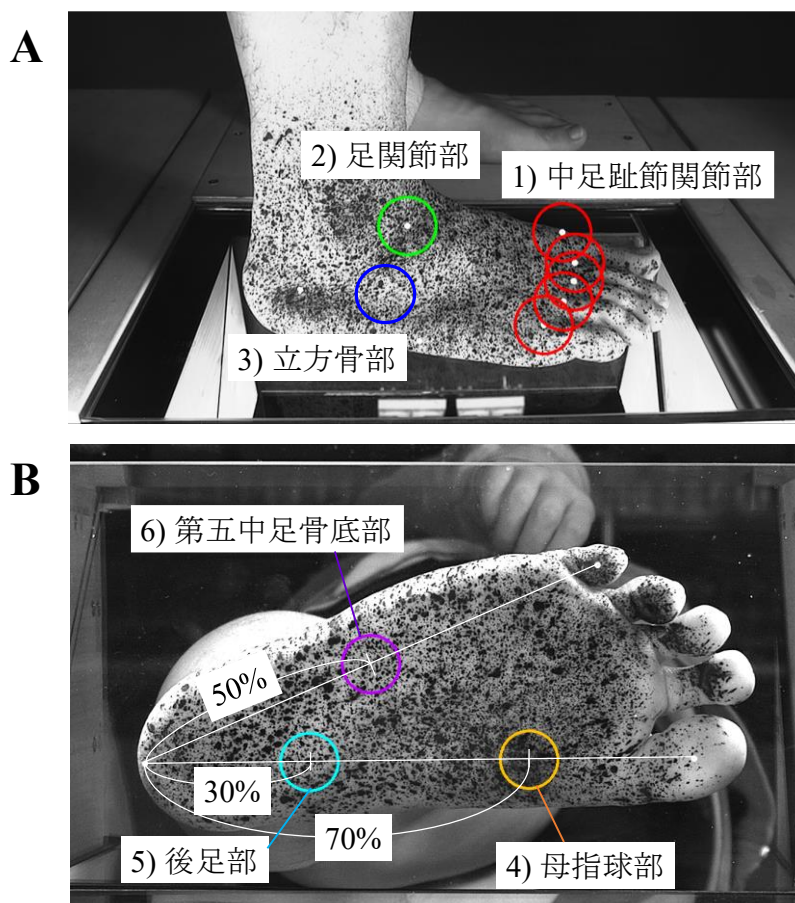 A
2) 足関節部
1) 中足趾節関節部
3) 立方骨部
B
6) 第五中足骨底部
50%
30%
70%
5) 後足部
4) 母指球部